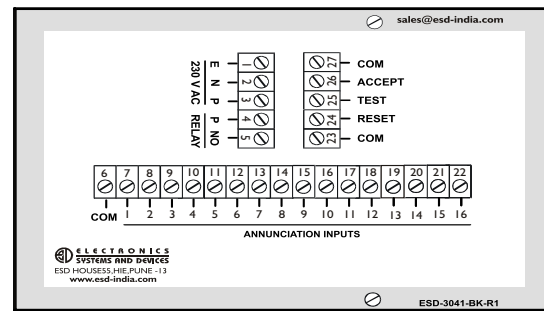 sales@esd-india.com
230 V AC
E
N
P
RELAY
P
NO
1
2
3
4
5
27
26
25
24
23
COM
ACCEPT
TEST
RESET
COM
6 7 8 9 10 11 12 13 14 15 16 17 18 19 20 21 22
COM 1 2 3 4 5 6 7 8 9 10 11 12 13 14 15 16
ANNUNCIATION INPUTS
ELECTRONICS
SYSTEMS AND DEVICES
ESD HOUSE55,HIE,PUNE -13
www.esd-india.com
ESD-3041-BK-R1